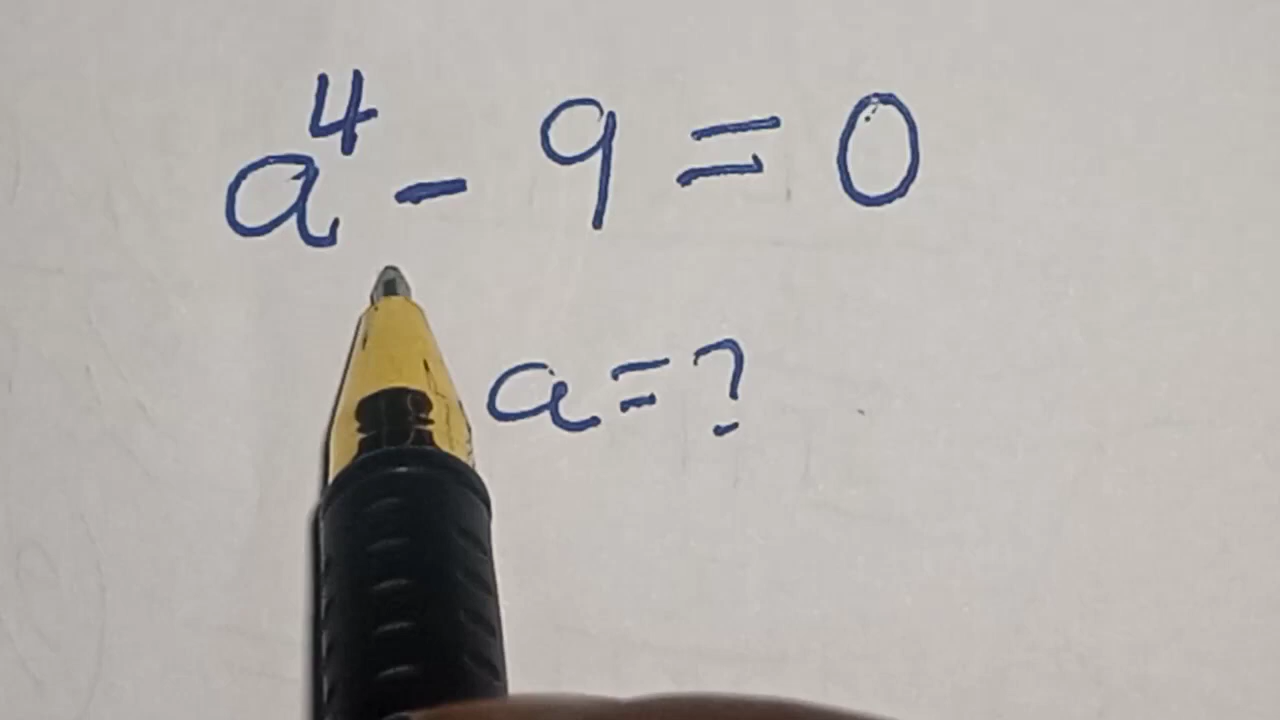 a⁴ - 9 = 0
a = ?